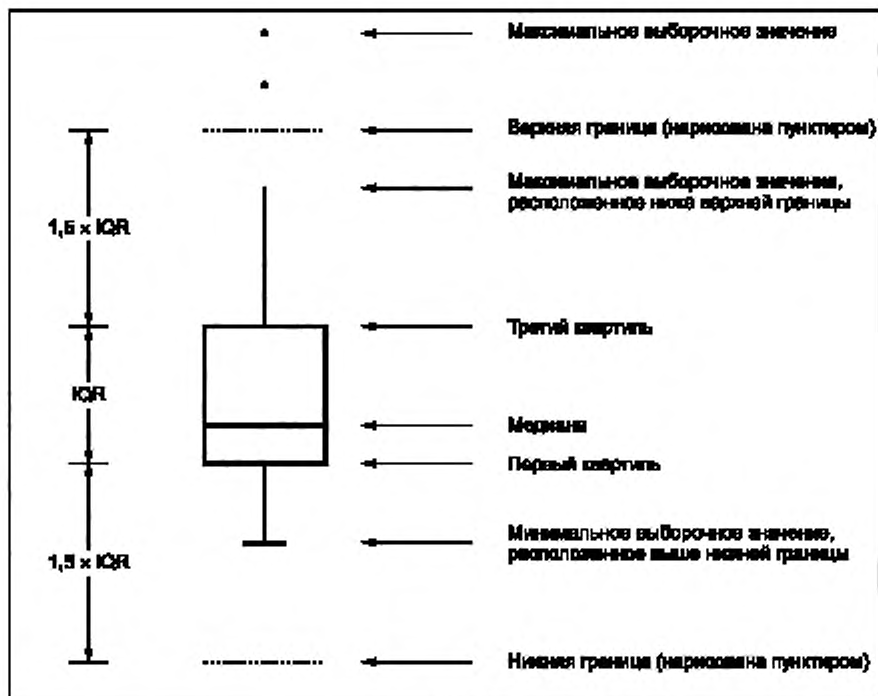 Максимальное выборочное значение
Верхняя граница (нарисована пунктиром)
Максимальное выборочное значение,
расположенное ниже верхней границы
1,5 × IQR
Третий квартиль
IQR
Медиана
Первый квартиль
Минимальное выборочное значение,
расположенное выше нижней границы
1,5 × IQR
Нижняя граница (нарисована пунктиром)